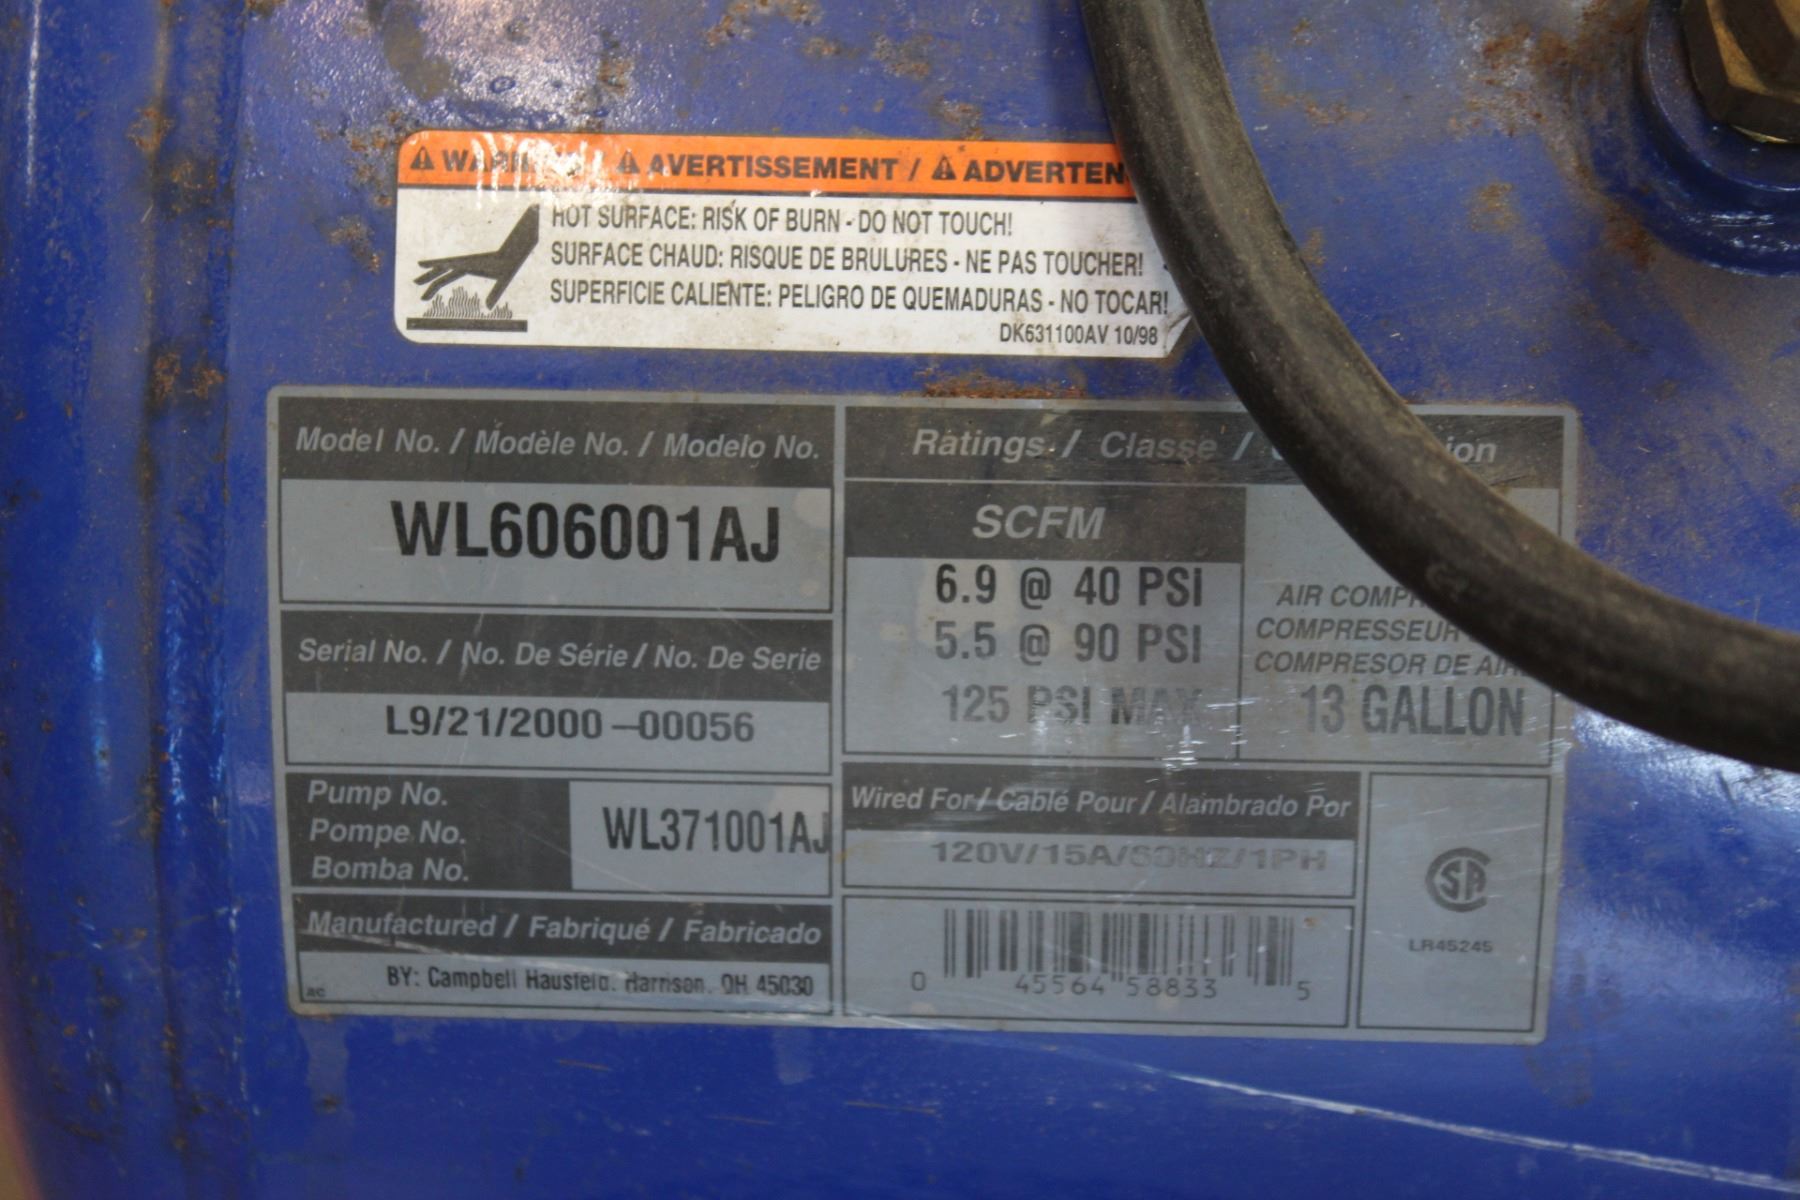 AVERTISSEMENT / ADVERTEN
HOT SURFACE: RISK OF BURN - DO NOT TOUCH!
SURFACE CHAUD: RISQUE DE BRULURES - NE PAS TOUCHER!
SUPERFICIE CALIENTE: PELIGRO DE QUEMADURAS - NO TOCAR!
DK631100AV 10/98
Model No. / Modèle No. / Modelo No.
WL606001AJ
Serial No. / No. De Série / No. De Serie
L9/21/2000-00056
Pump No.
Pompe No.
Bomba No.
WL371001AJ
Manufactured / Fabriqué / Fabricado
BY: Campbell Hausfeld, Harrison, OH 45030
AC
Ratings / Classe /
SCFM
6.9 @ 40 PSI
5.5 @ 90 PSI
125 PSI MAX
AIR COMPR
COMPRESSEUR
COMPRESOR DE AIR
13 GALLON
Wired For / Cablé Pour / Alambrado Por
120V/15A/60HZ/1PH
0 45564 58833 5
SA
LR45245